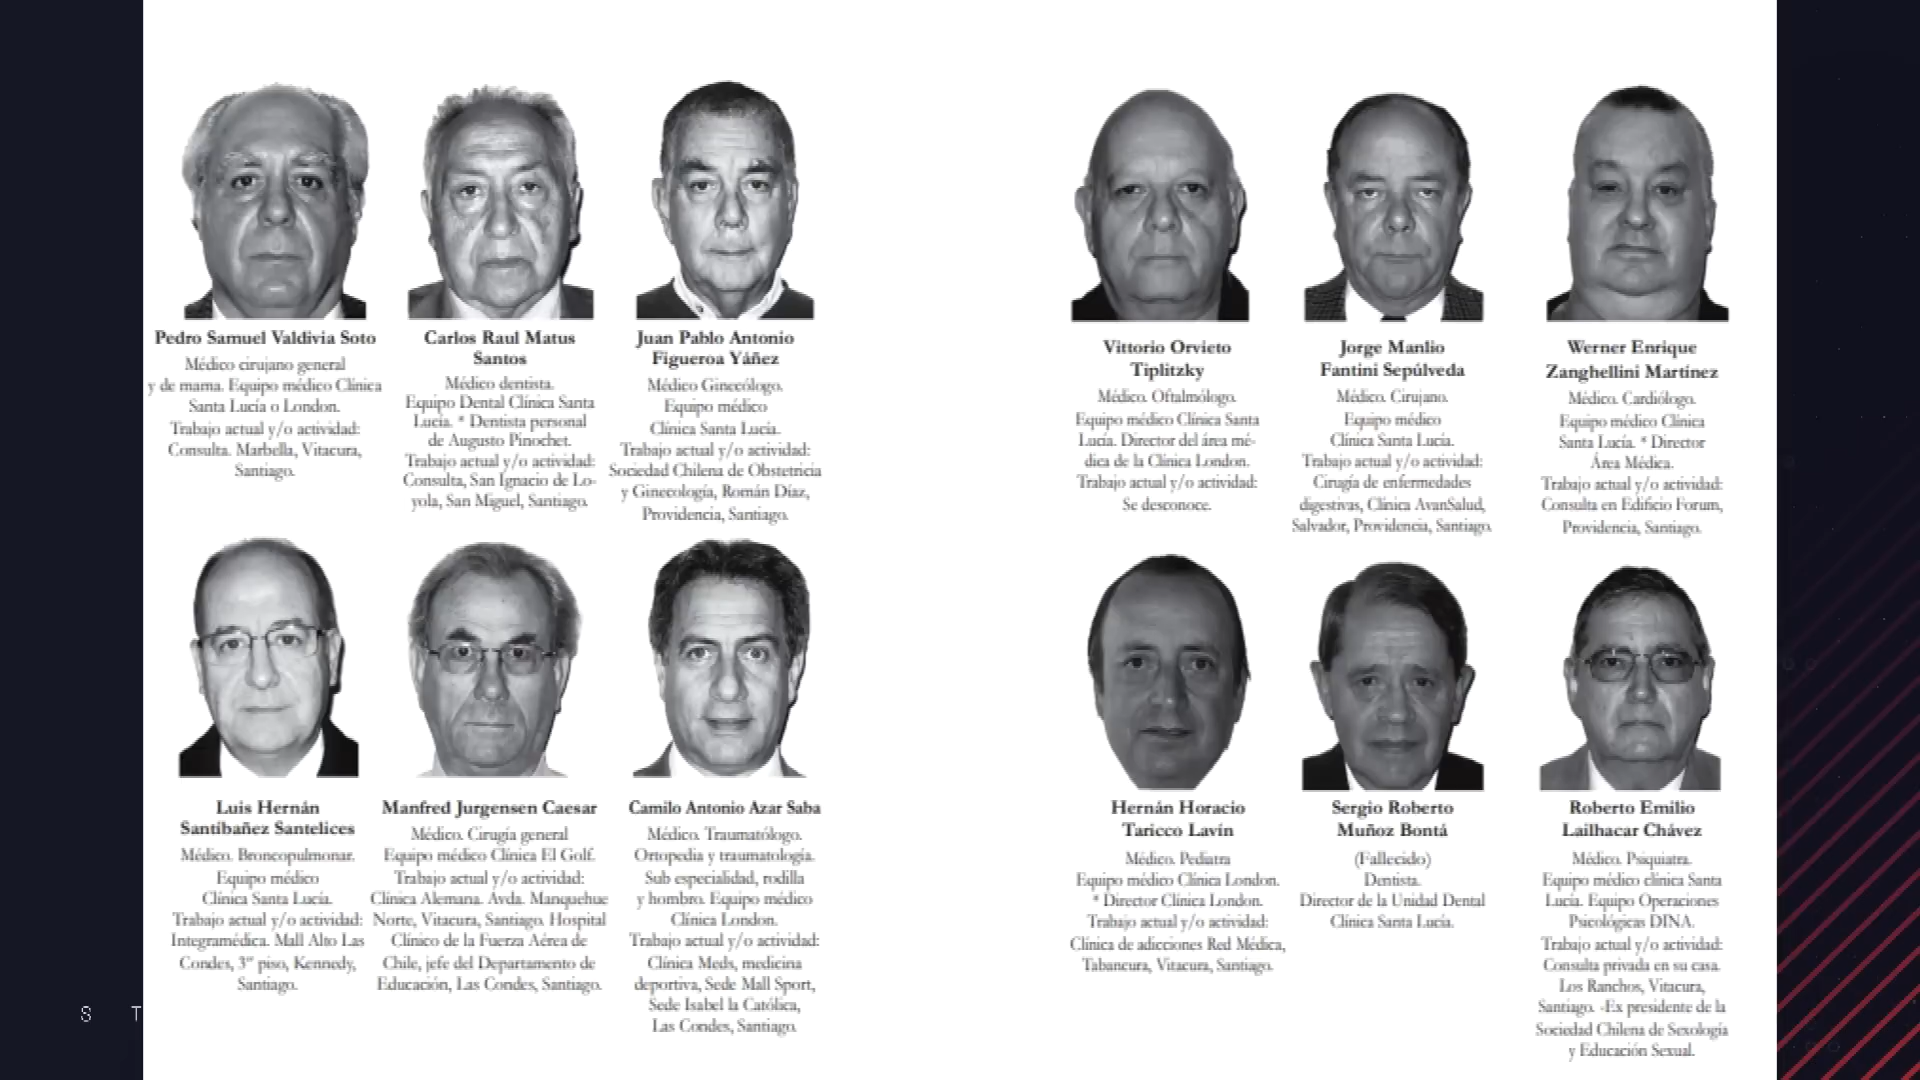 Pedro Samuel Valdivia Soto
Médico cirujano general
y de mama. Equipo médico Clínica
Santa Lucía o London.
Trabajo actual y/o actividad:
Consulta. Marbella, Vitacura,
Santiago.
Carlos Raul Matus
Santos
Médico dentista.
Equipo Dental Clínica Santa
Lucía. * Dentista personal
de Augusto Pinochet.
Trabajo actual y/o actividad:
Consulta, San Ignacio de Lo-
yola, San Miguel, Santiago.
Juan Pablo Antonio
Figueroa Yáñez
Médico Ginecólogo.
Equipo médico
Clínica Santa Lucía.
Trabajo actual y/o actividad:
Sociedad Chilena de Obstetricia
y Ginecología, Román Díaz,
Providencia, Santiago.
Vittorio Orvieto
Tiplitzky
Médico. Oftalmólogo.
Equipo médico Clínica Santa
Lucía. Director del área mé-
dica de la Clínica London.
Trabajo actual y/o actividad:
Se desconoce.
Jorge Manlio
Fantini Sepúlveda
Médico. Cirujano.
Equipo médico
Clínica Santa Lucía.
Trabajo actual y/o actividad:
Cirugía de enfermedades
digestivas, Clínica AvanSalud,
Salvador, Providencia, Santiago.
Werner Enrique
Zanghellini Martínez
Médico. Cardiólogo.
Equipo médico Clínica
Santa Lucía. * Director
Área Médica.
Trabajo actual y/o actividad:
Consulta en Edificio Forum,
Providencia, Santiago.
Luis Hernán
Santibañez Santelices
Médico. Broncopulmonar.
Equipo médico
Clínica Santa Lucía.
Trabajo actual y/o actividad:
Integramédica. Mall Alto Las
Condes, 3er piso, Kennedy,
Santiago.
Manfred Jurgensen Caesar
Médico. Cirugía general
Equipo médico Clínica El Golf.
Trabajo actual y/o actividad:
Clínica Alemana. Avda. Manquehue
Norte, Vitacura, Santiago. Hospital
Clínico de la Fuerza Aérea de
Chile, jefe del Departamento de
Educación, Las Condes, Santiago.
Camilo Antonio Azar Saba
Médico. Traumatólogo.
Ortopedia y traumatología.
Sub especialidad, rodilla
y hombro. Equipo médico
Clínica London.
Trabajo actual y/o actividad:
Clínica Meds, medicina
deportiva, Sede Mall Sport,
Sede Isabel la Católica,
Las Condes, Santiago.
Hernán Horacio
Taricco Lavín
Médico. Pediatra
Equipo médico Clínica London.
* Director Clínica London.
Trabajo actual y/o actividad:
Clínica de adicciones Red Médica,
Tabancura, Vitacura, Santiago.
Sergio Roberto
Muñoz Bontá
(Fallecido)
Dentista.
Director de la Unidad Dental
Clínica Santa Lucía.
Roberto Emilio
Lailhacar Chávez
Médico. Psiquiatra.
Equipo médico clínica Santa
Lucía. Equipo Operaciones
Psicológicas DINA.
Trabajo actual y/o actividad:
Consulta privada en su casa.
Los Ranchos, Vitacura,
Santiago. -Ex presidente de la
Sociedad Chilena de Sexología
y Educación Sexual.
S T